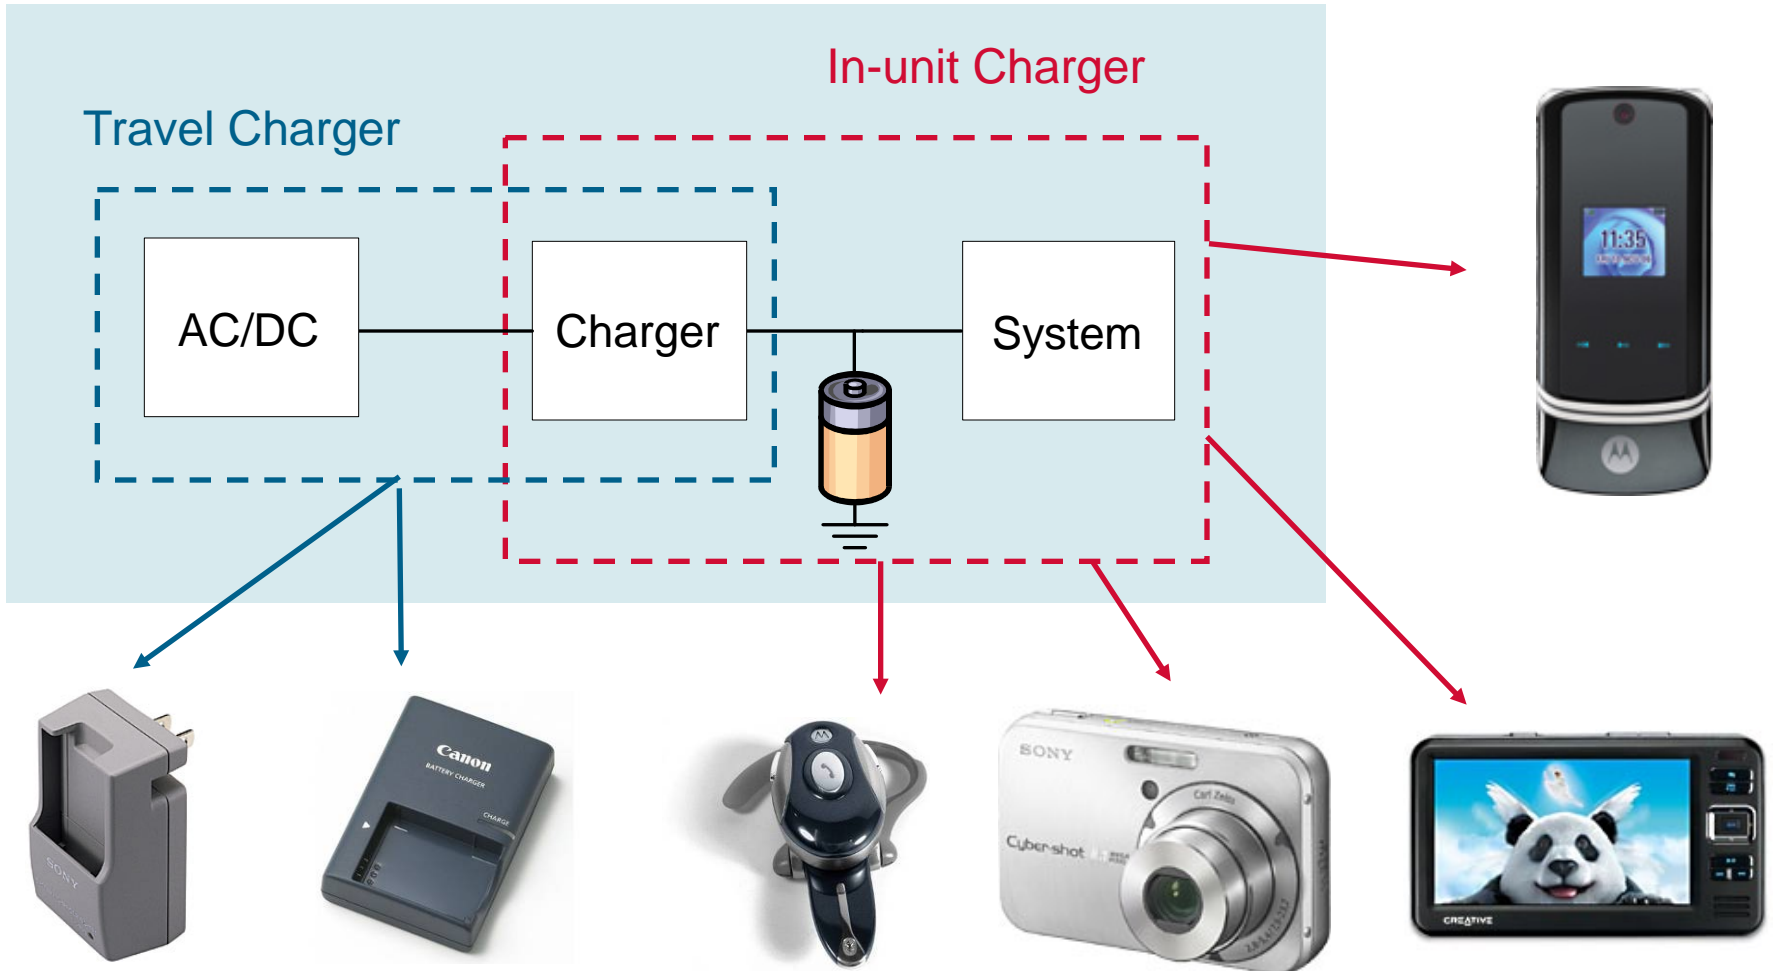 In-unit Charger
Travel Charger
AC/DC
Charger
System
11:35
Canon
BATTERY CHARGER
CHARGE
SONY
SONY
Carl Zeiss
Cyber-shot
CREATIVE